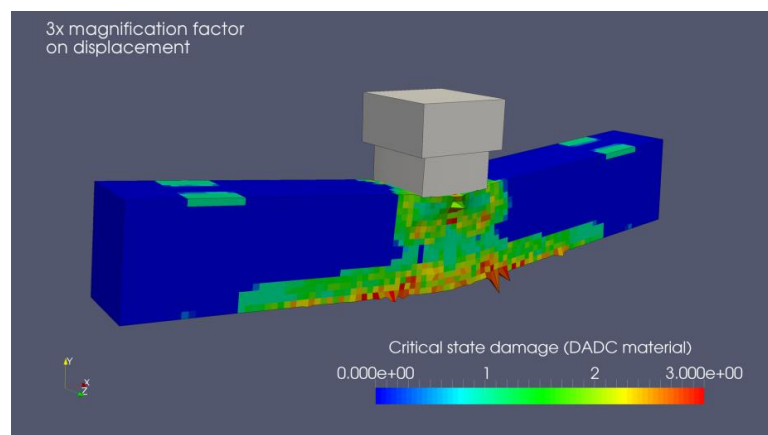 3x magnification factor
on displacement
Critical state damage (DADC material)
0.000e+00 1 2 3.000e+00
Y
X
Z